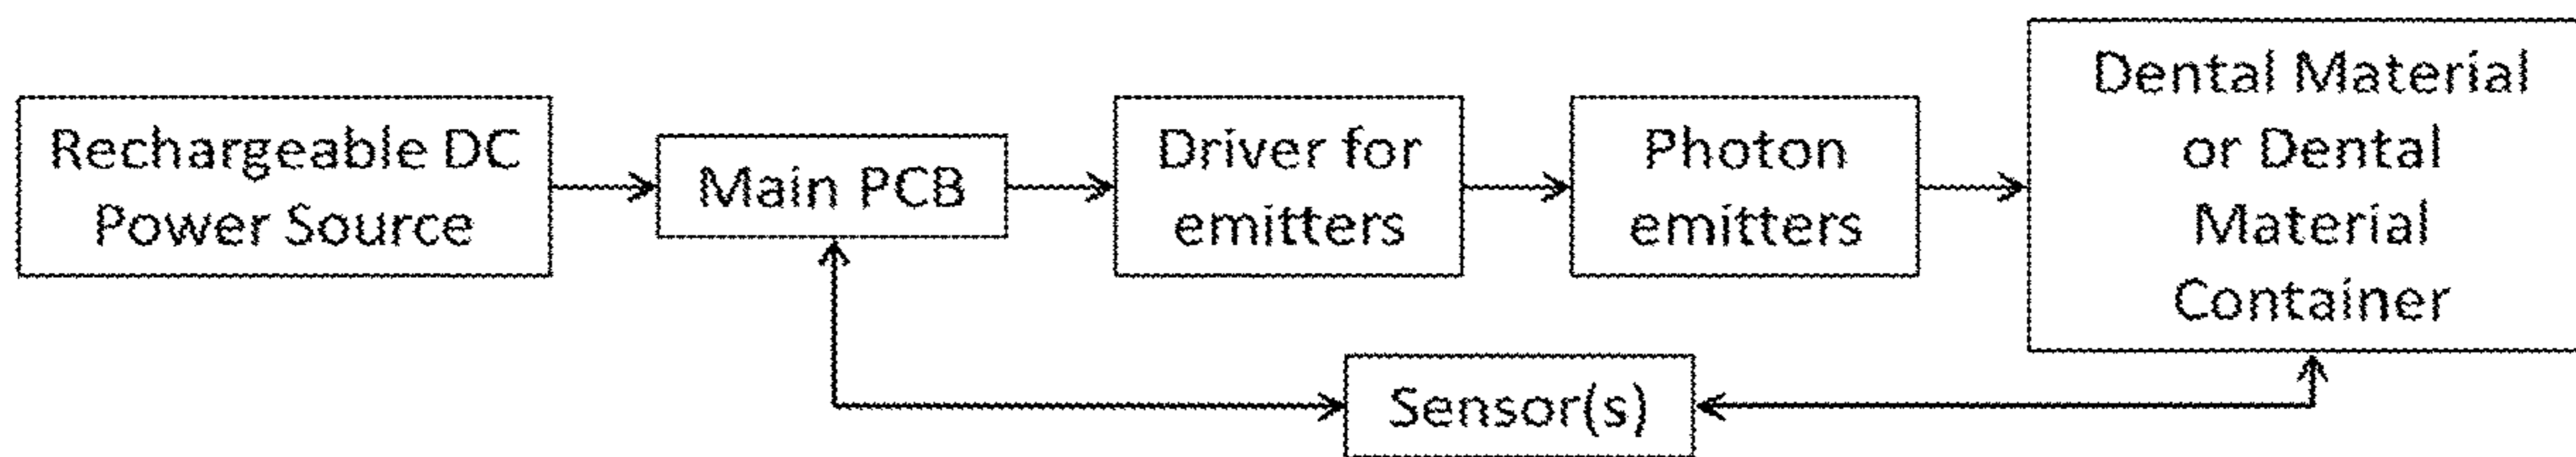 Rechargeable DC
Power Source
Main PCB
Driver for
emitters
Photon
emitters
Dental Material
or Dental
Material
Container
Sensor(s)